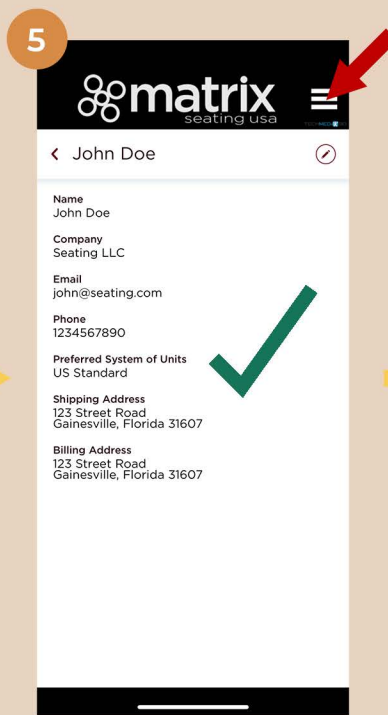 5
matrix
seating usa
John Doe
Name
John Doe
Company
Seating LLC
Email
john@seating.com
Phone
1234567890
Preferred System of Units
US Standard
Shipping Address
123 Street Road
Gainesville, Florida 31607
Billing Address
123 Street Road
Gainesville, Florida 31607